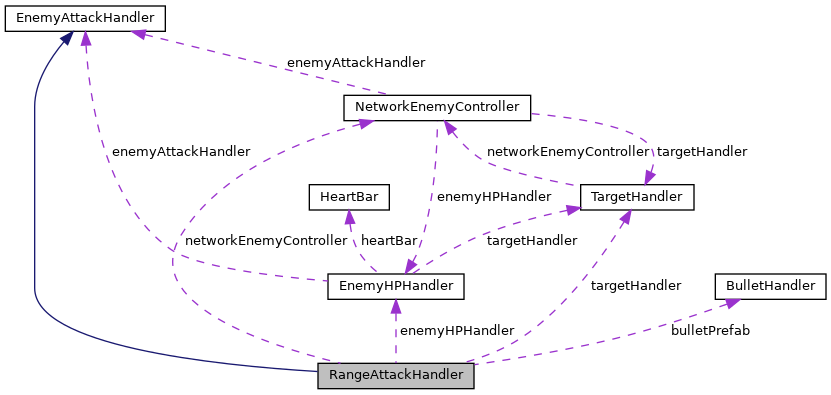 EnemyAttackHandler
enemyAttackHandler
NetworkEnemyController
enemyAttackHandler
networkEnemyController
targetHandler
HeartBar
enemyHPHandler
TargetHandler
networkEnemyController
heartBar
targetHandler
EnemyHPHandler
targetHandler
BulletHandler
enemyHPHandler
bulletPrefab
RangeAttackHandler